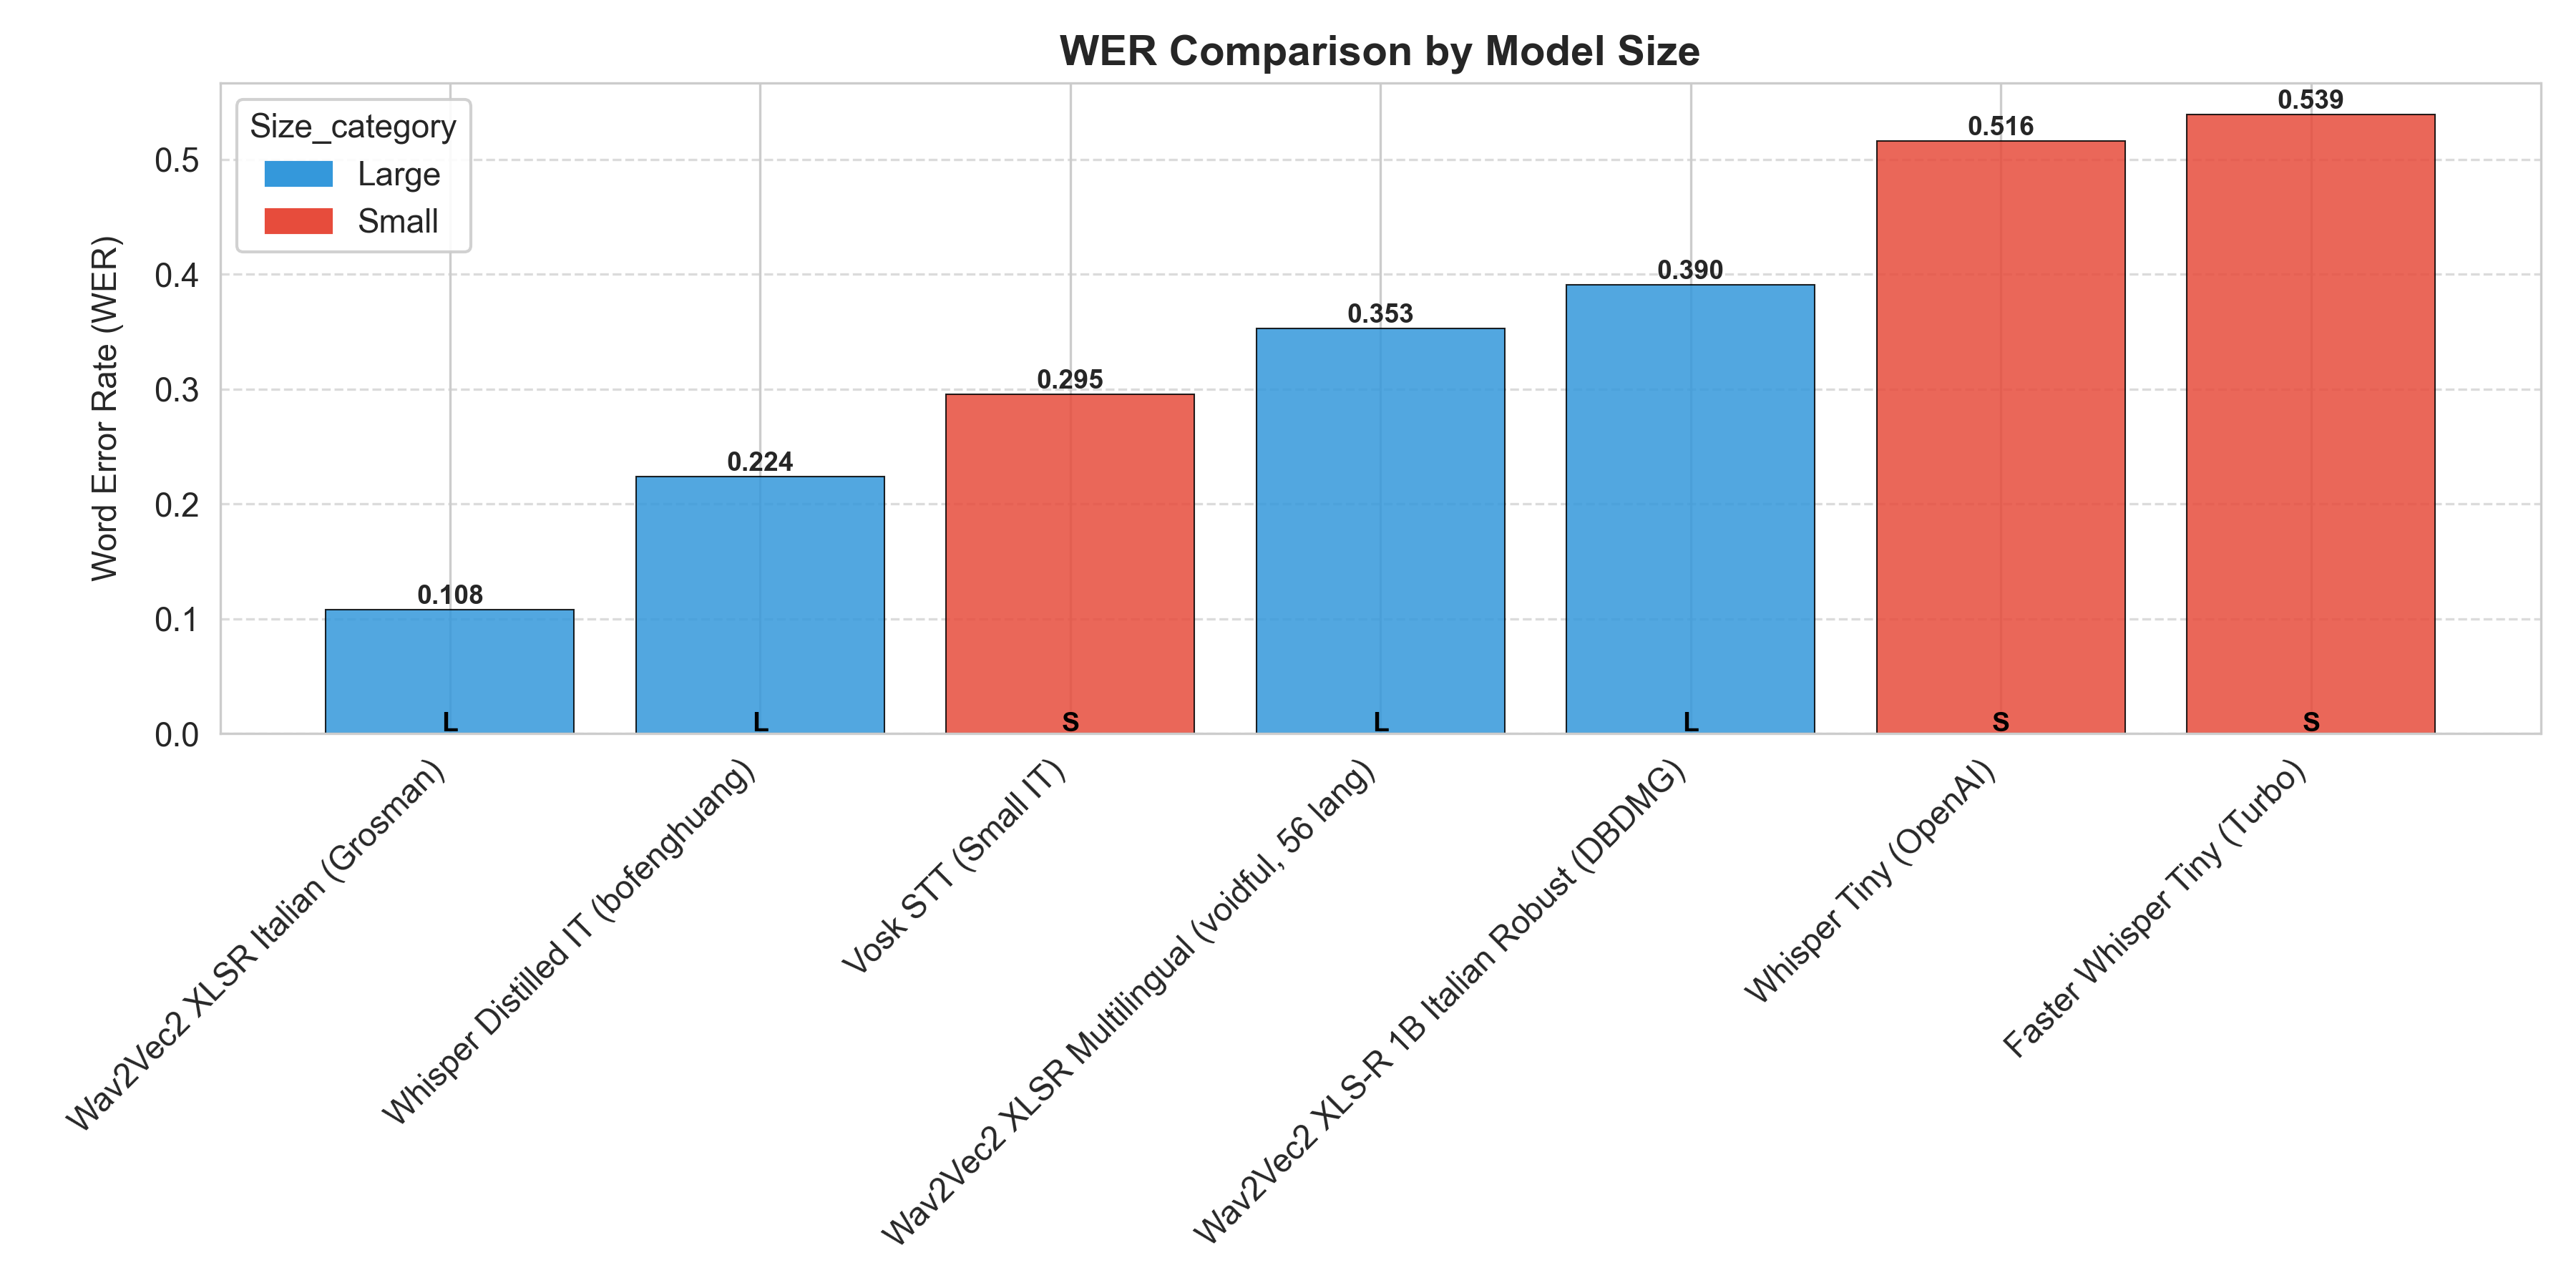 WER Comparison by Model Size
Size_category
Large
Small
Word Error Rate (WER)
0.5
0.4
0.3
0.2
0.1
0.0
0.108
0.224
0.295
0.353
0.390
0.516
0.539
L
L
S
L
L
S
S
Wav2Vec2 XLSR Italian (Grosman)
Whisper Distilled IT (bofenghuang)
Vosk STT (Small IT)
Wav2Vec2 XLSR Multilingual (voidful, 56 lang)
Wav2Vec2 XLS-R 1B Italian Robust (DBDMG)
Whisper Tiny (OpenAI)
Faster Whisper Tiny (Turbo)